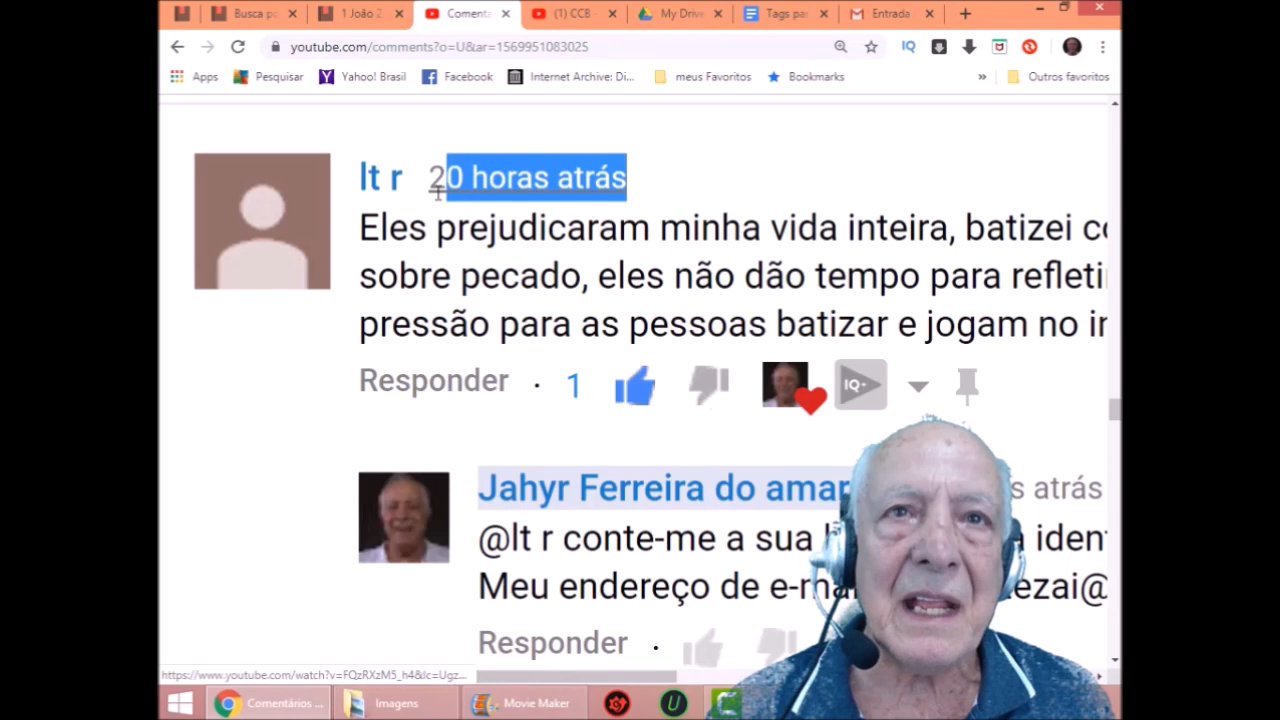 Busca po
1 João 2
Comenta
(1) CCB -
My Drive
Tags pa
Entrada
youtube.com/comments?o=U&ar=1569951083025
IQ
Apps
Pesquisar
Yahoo! Brasil
Facebook
Internet Archive: Di...
meus Favoritos
Bookmarks
»
Outros favoritos
lt r 20 horas atrás
Eles prejudicaram minha vida inteira, batizei
sobre pecado, eles não dão tempo para refleti
pressão para as pessoas batizar e jogam no
Responder · 1
IQ+
Jahyr Ferreira do amar s atrás
@lt r conte-me a sua iden
Meu endereço de e-ma ezai@
Responder ·
https://www.youtube.com/watch?v=FQzRXzM5_h4&lc=Ugz...
Comentários ...
Imagens
Movie Maker